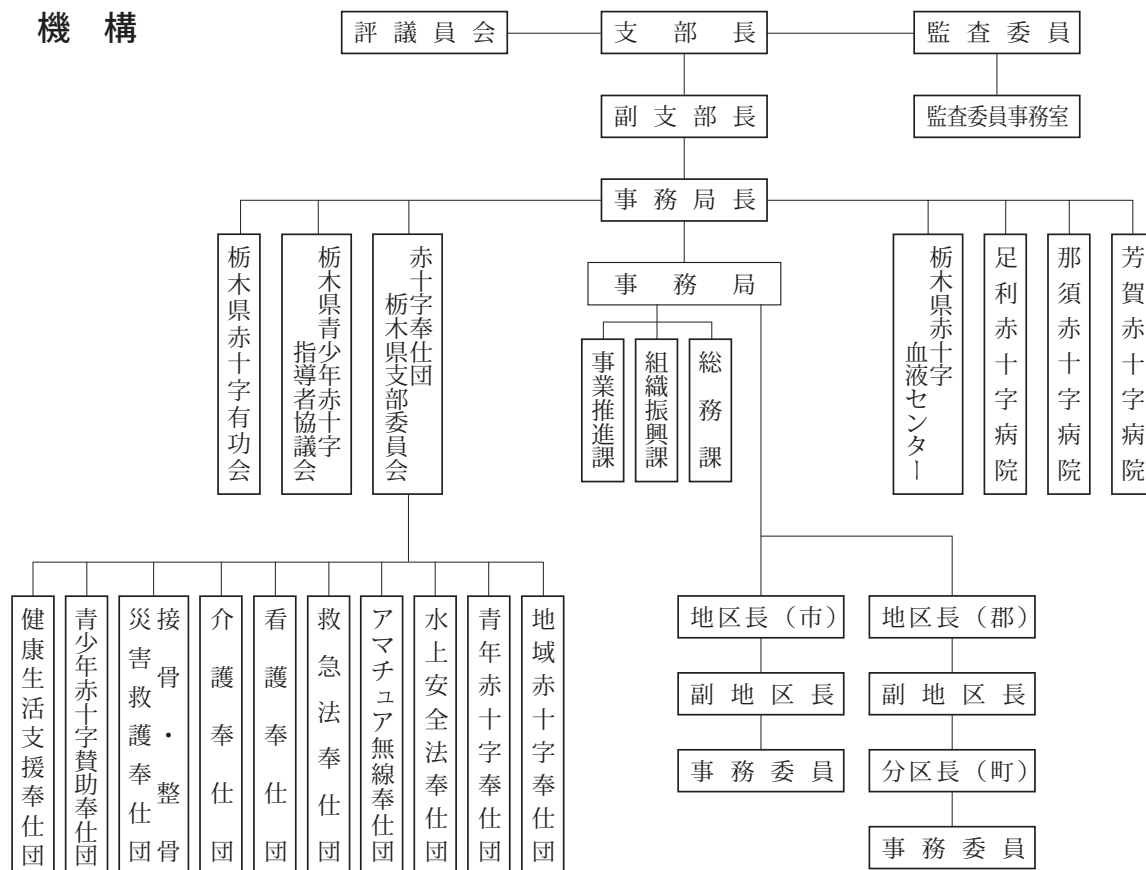 機構
評議員会
支部長
監査委員
副支部長
監査委員事務室
事務局長
栃木県赤十字有功会
栃木県青少年赤十字
指導者協議会
赤十字奉仕団
栃木県支部委員会
事務局
事業推進課
組織振興課
総務課
栃木県赤十字
血液センター
足利赤十字病院
那須赤十字病院
芳賀赤十字病院
健康生活支援奉仕団
青少年赤十字賛助奉仕団
接骨・整骨
災害救護奉仕団
介護奉仕団
看護奉仕団
救急法奉仕団
アマチュア無線奉仕団
水上安全法奉仕団
青年赤十字奉仕団
地域赤十字奉仕団
地区長（市）
副地区長
事務委員
地区長（郡）
副地区長
分区長（町）
事務委員